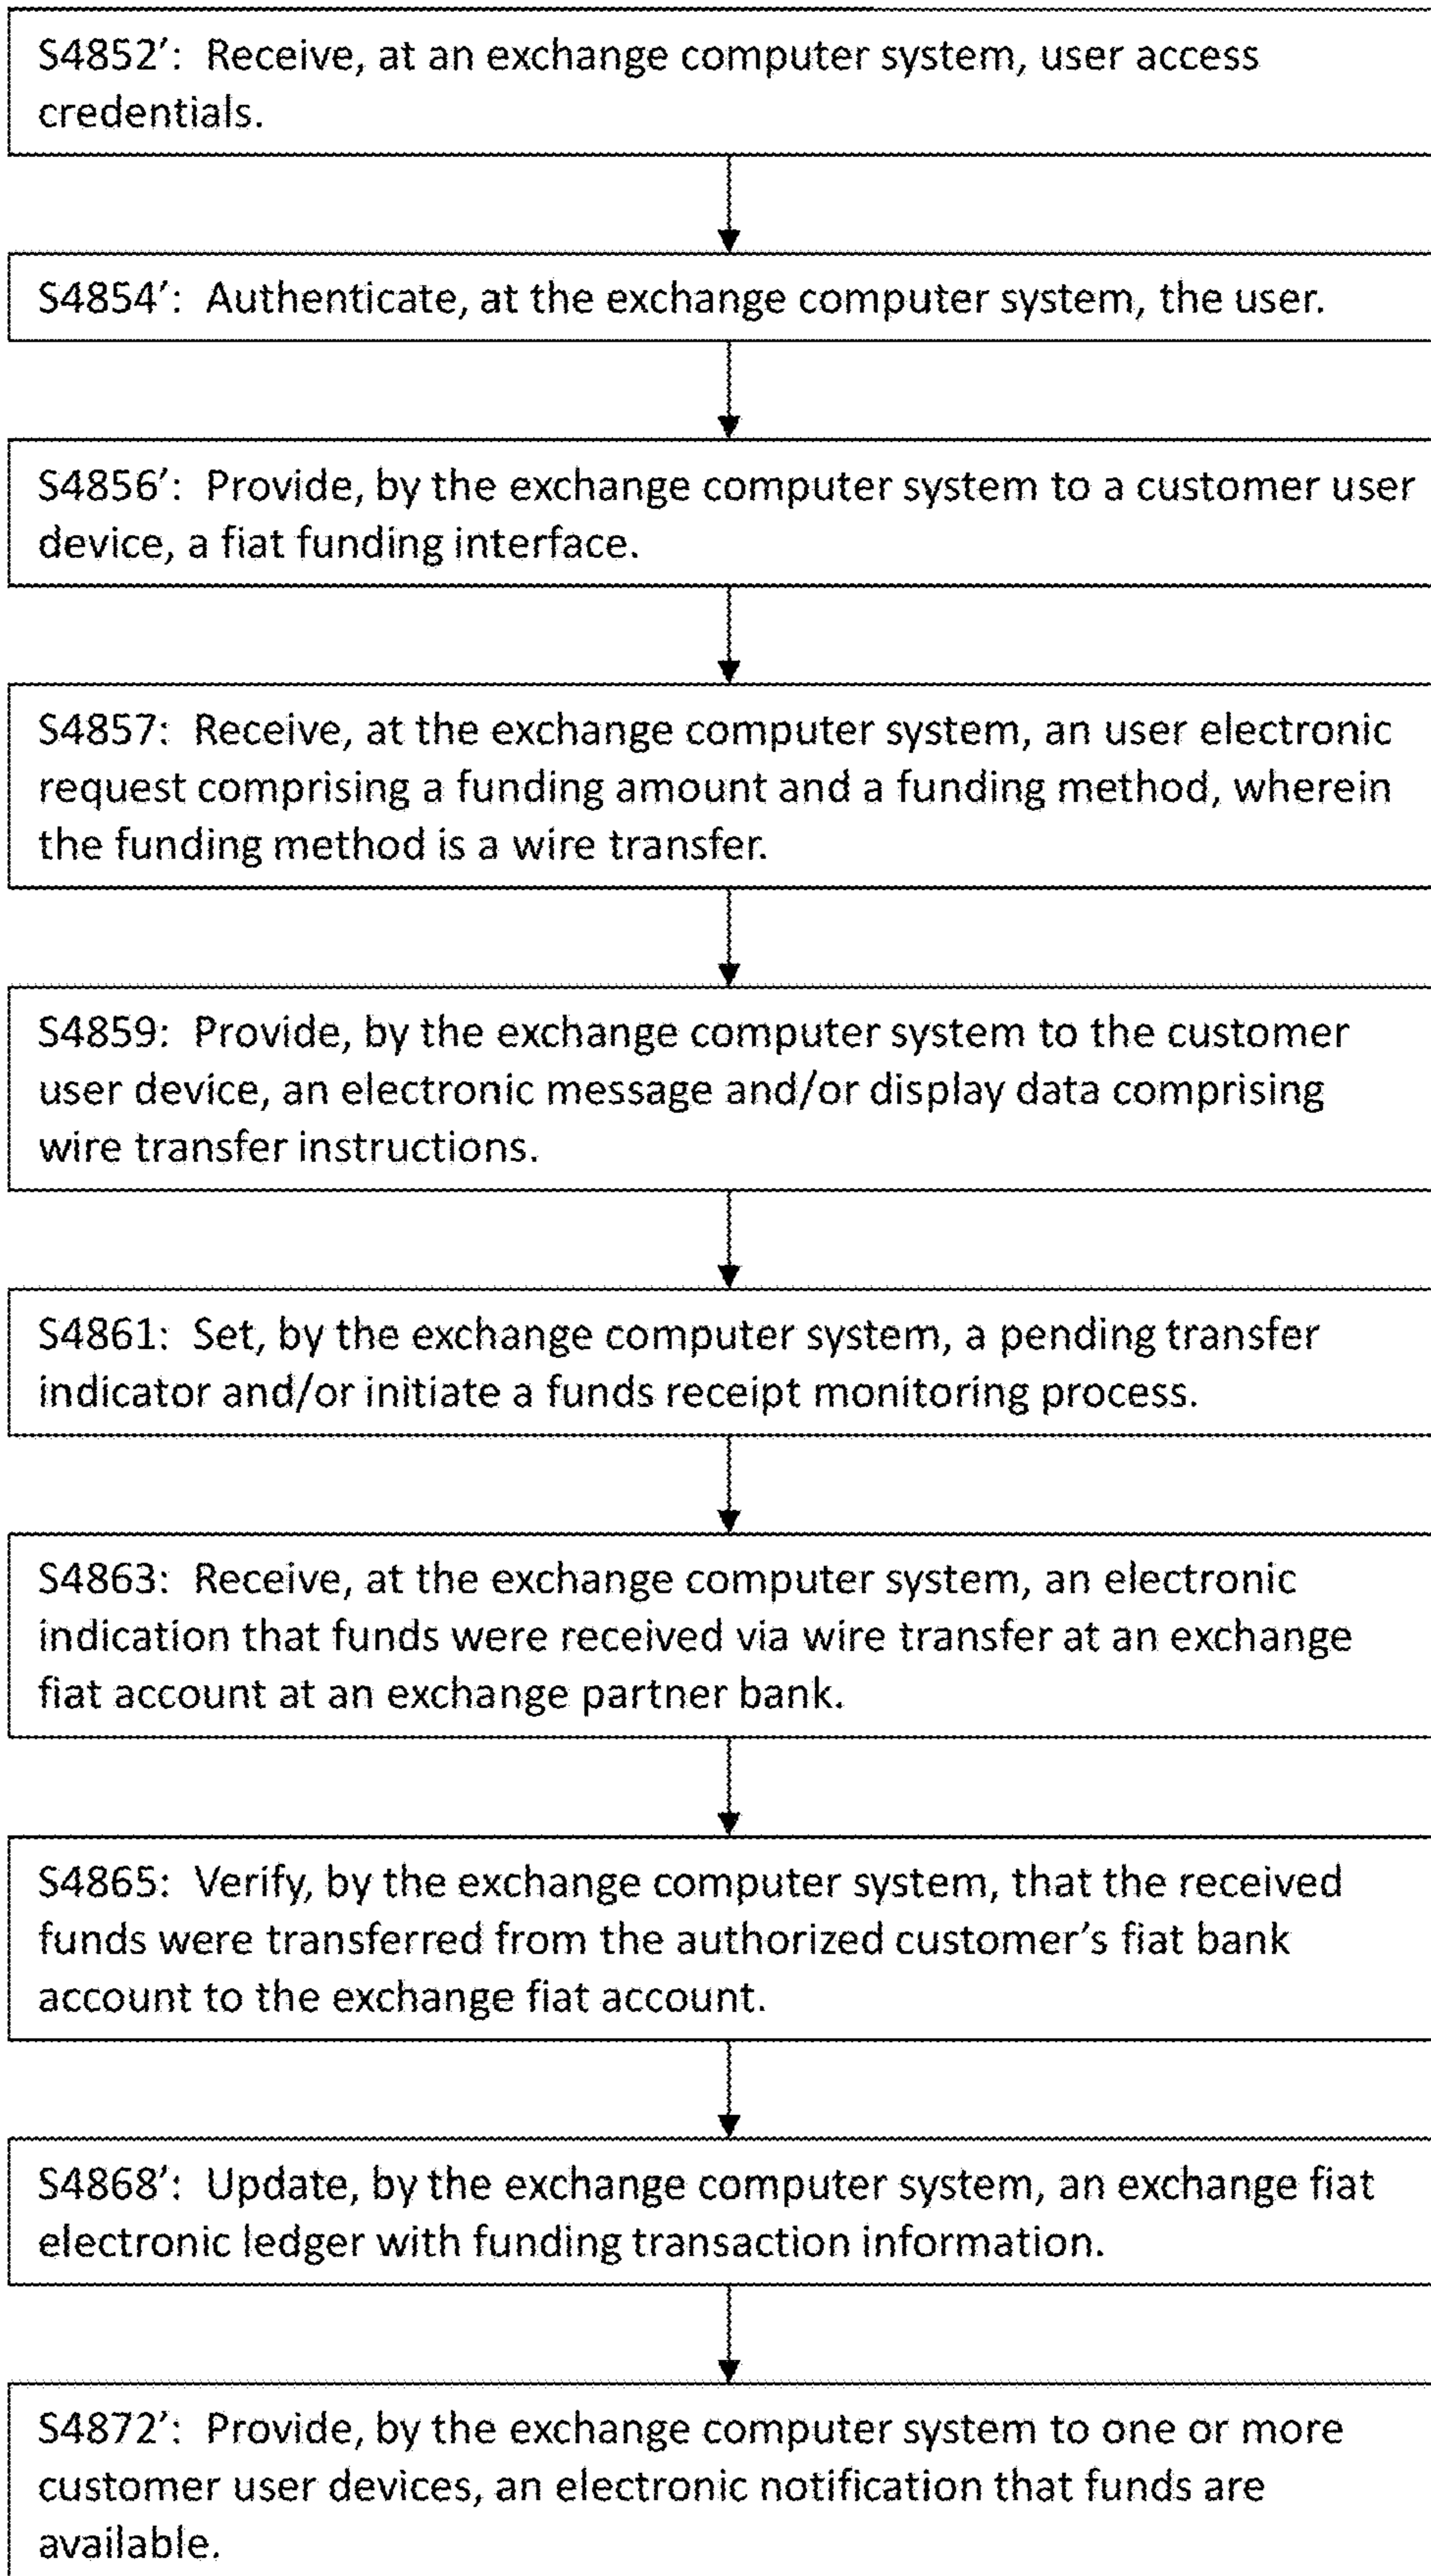 S4852′: Receive, at an exchange computer system, user access
credentials.
S4854′: Authenticate, at the exchange computer system, the user.
S4856′: Provide, by the exchange computer system to a customer user
device, a fiat funding interface.
S4857: Receive, at the exchange computer system, an user electronic
request comprising a funding amount and a funding method, wherein
the funding method is a wire transfer.
S4859: Provide, by the exchange computer system to the customer
user device, an electronic message and/or display data comprising
wire transfer instructions.
S4861: Set, by the exchange computer system, a pending transfer
indicator and/or initiate a funds receipt monitoring process.
S4863: Receive, at the exchange computer system, an electronic
indication that funds were received via wire transfer at an exchange
fiat account at an exchange partner bank.
S4865: Verify, by the exchange computer system, that the received
funds were transferred from the authorized customer's fiat bank
account to the exchange fiat account.
S4868′: Update, by the exchange computer system, an exchange fiat
electronic ledger with funding transaction information.
S4872′: Provide, by the exchange computer system to one or more
customer user devices, an electronic notification that funds are
available.